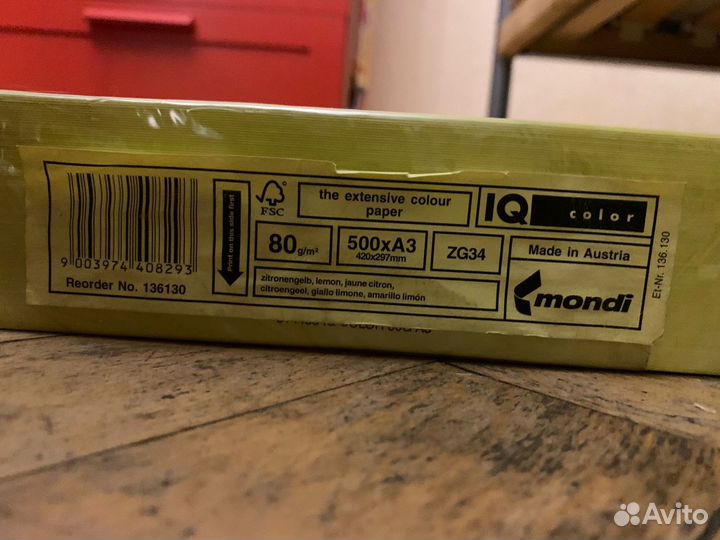 Print on this side first
FSC
the extensive colour
paper
IQ color
80 g/m²
500xA3
420x297mm
ZG34
Made in Austria
mondi
zitronengelb, lemon, jaune citron,
citroengeel, giallo limone, amarillo limón
9 003974 408293
Reorder No. 136130
Et-Nr. 136.130
Avito